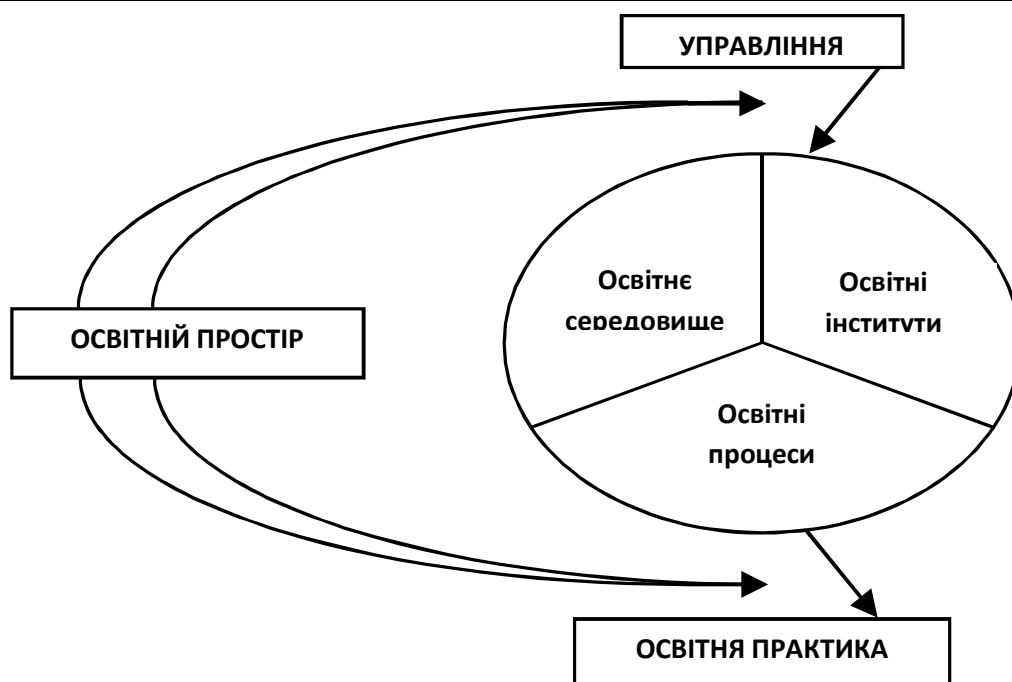 УПРАВЛІННЯ
Освітнє
середовище
Освітні
інститути
ОСВІТНІЙ ПРОСТІР
Освітні
процеси
ОСВІТНЯ ПРАКТИКА